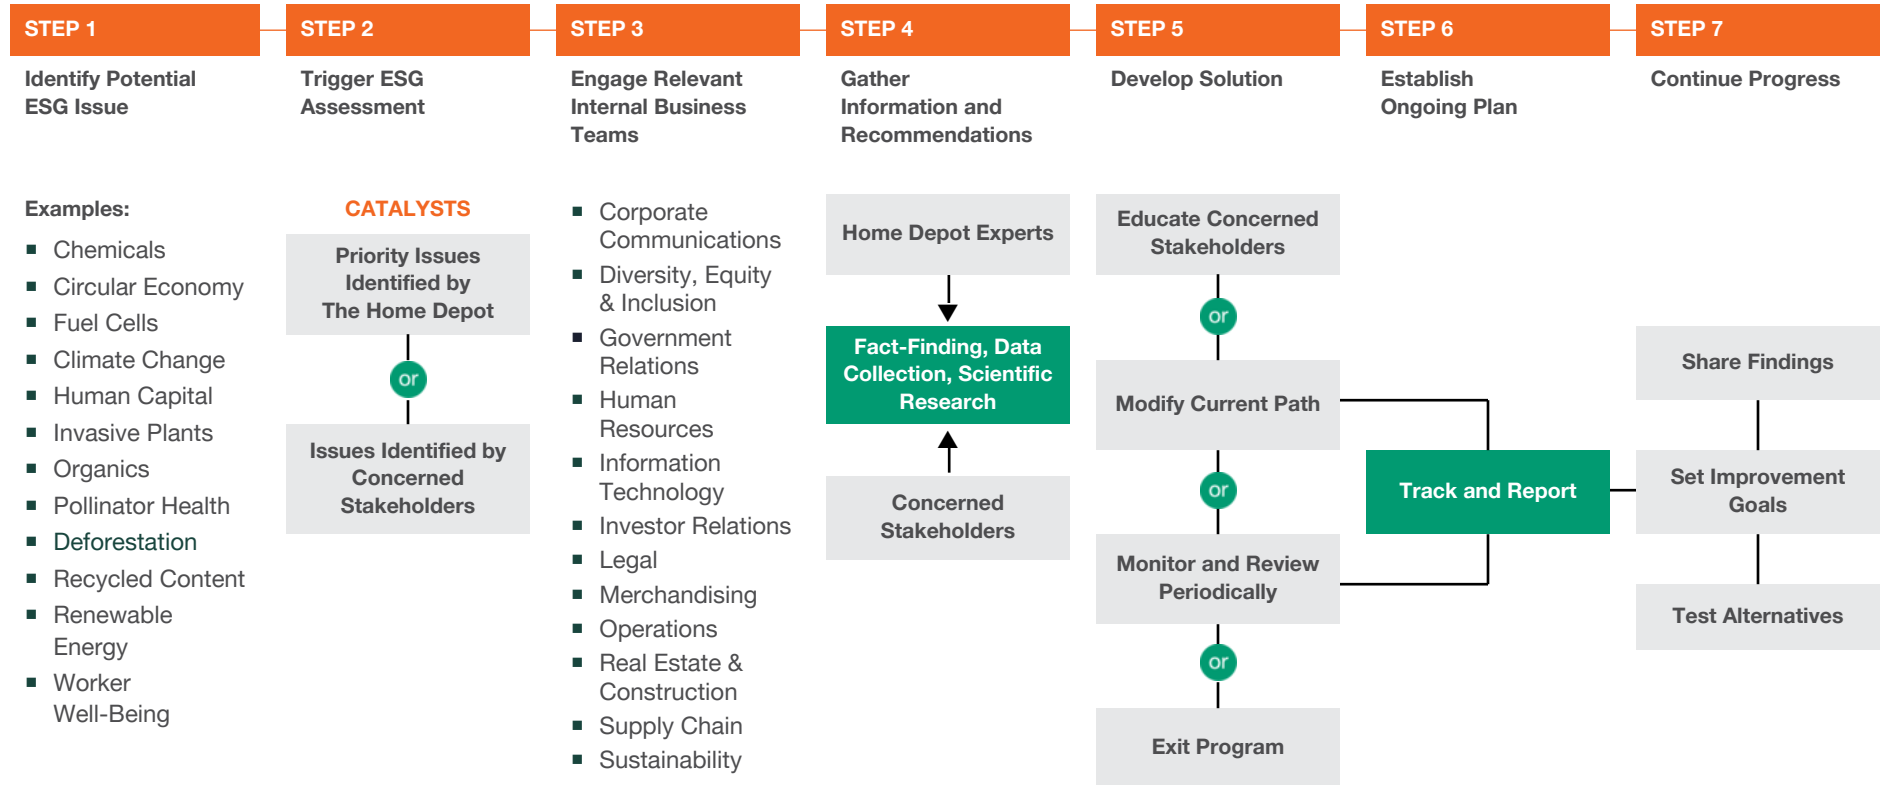 STEP 1
Identify Potential
ESG Issue
Examples:
Chemicals
Circular Economy
Fuel Cells
Climate Change
Human Capital
Invasive Plants
Organics
Pollinator Health
Deforestation
Recycled Content
Renewable
Energy
Worker
Well-Being
STEP 2
Trigger ESG
Assessment
CATALYSTS
Priority Issues
Identified by
The Home Depot
or
Issues Identified by
Concerned
Stakeholders
STEP 3
Engage Relevant
Internal Business
Teams
Corporate
Communications
Diversity, Equity
& Inclusion
Government
Relations
Human
Resources
Information
Technology
Investor Relations
Legal
Merchandising
Operations
Real Estate &
Construction
Supply Chain
Sustainability
STEP 4
Gather
Information and
Recommendations
Home Depot Experts
Fact-Finding, Data
Collection, Scientific
Research
Concerned
Stakeholders
STEP 5
Develop Solution
Educate Concerned
Stakeholders
or
Modify Current Path
or
Monitor and Review
Periodically
or
Exit Program
STEP 6
Establish
Ongoing Plan
Track and Report
STEP 7
Continue Progress
Share Findings
Set Improvement
Goals
Test Alternatives